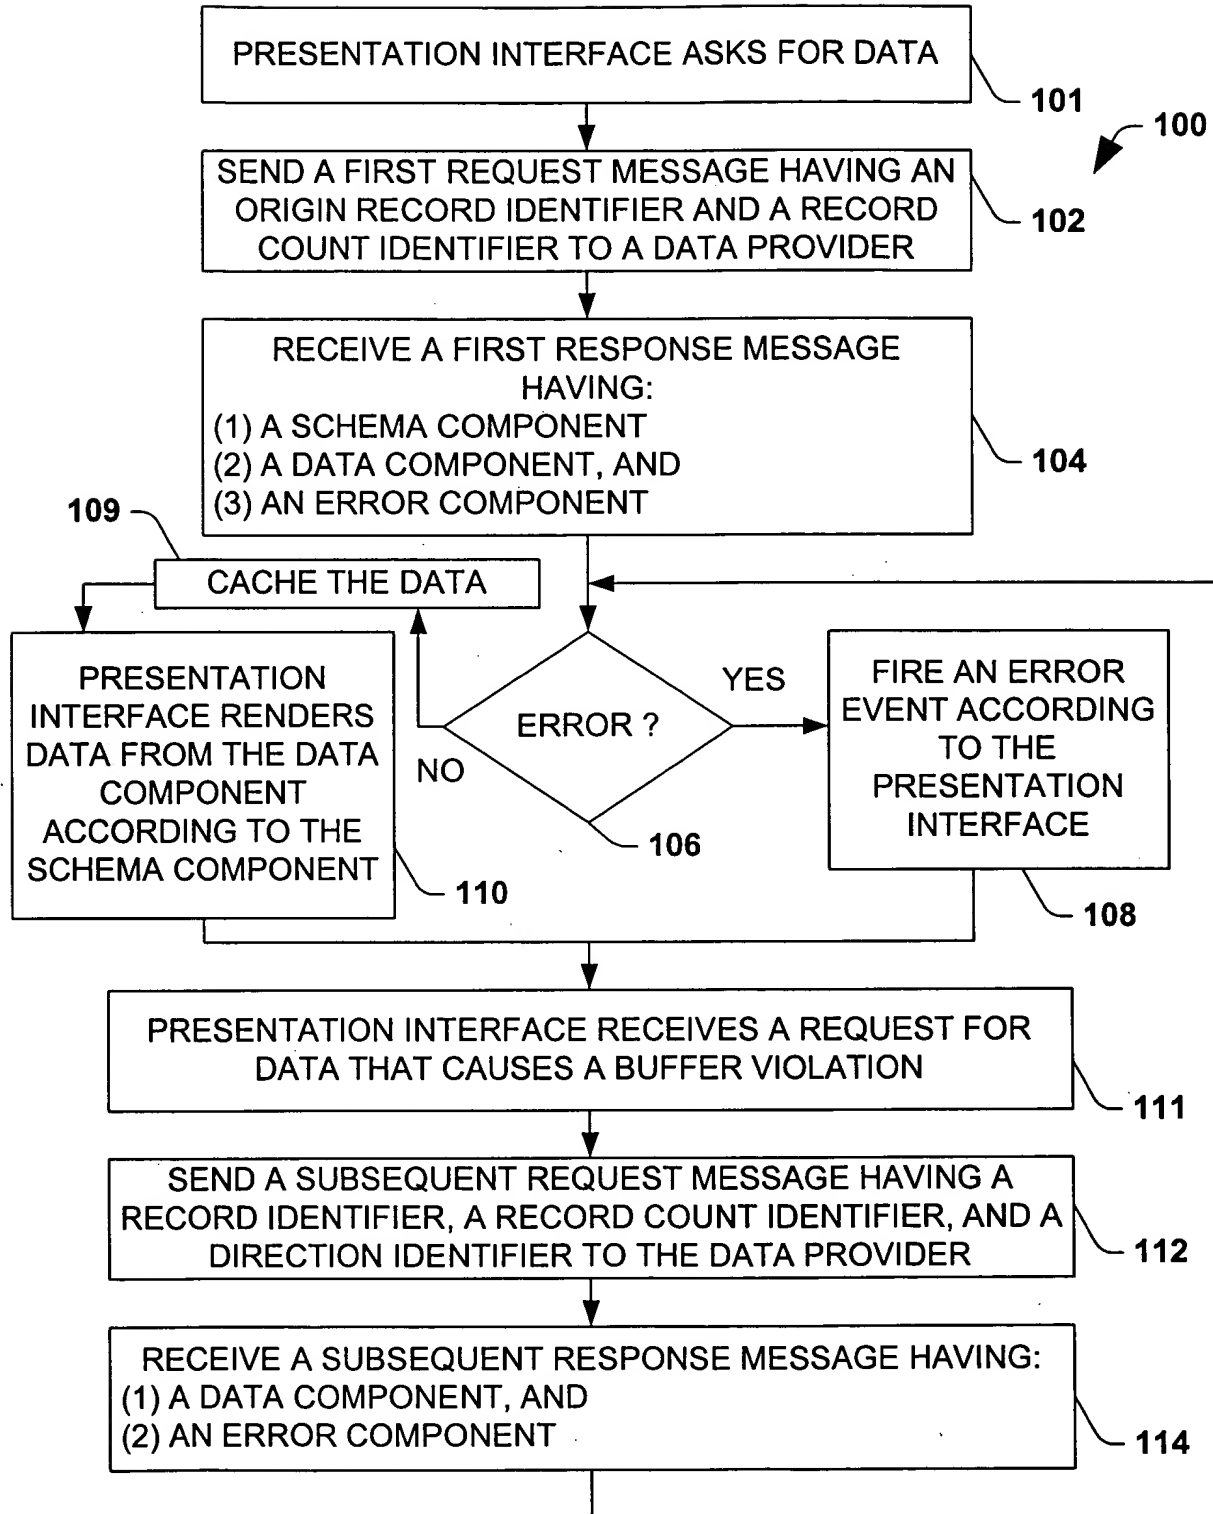 PRESENTATION INTERFACE ASKS FOR DATA
101
100
SEND A FIRST REQUEST MESSAGE HAVING AN
ORIGIN RECORD IDENTIFIER AND A RECORD
COUNT IDENTIFIER TO A DATA PROVIDER
102
RECEIVE A FIRST RESPONSE MESSAGE
HAVING:
(1) A SCHEMA COMPONENT
(2) A DATA COMPONENT, AND
(3) AN ERROR COMPONENT
104
109
CACHE THE DATA
PRESENTATION
INTERFACE RENDERS
DATA FROM THE DATA
COMPONENT
ACCORDING TO THE
SCHEMA COMPONENT
110
ERROR ?
NO
YES
106
FIRE AN ERROR
EVENT ACCORDING
TO THE
PRESENTATION
INTERFACE
108
PRESENTATION INTERFACE RECEIVES A REQUEST FOR
DATA THAT CAUSES A BUFFER VIOLATION
111
SEND A SUBSEQUENT REQUEST MESSAGE HAVING A
RECORD IDENTIFIER, A RECORD COUNT IDENTIFIER, AND A
DIRECTION IDENTIFIER TO THE DATA PROVIDER
112
RECEIVE A SUBSEQUENT RESPONSE MESSAGE HAVING:
(1) A DATA COMPONENT, AND
(2) AN ERROR COMPONENT
114